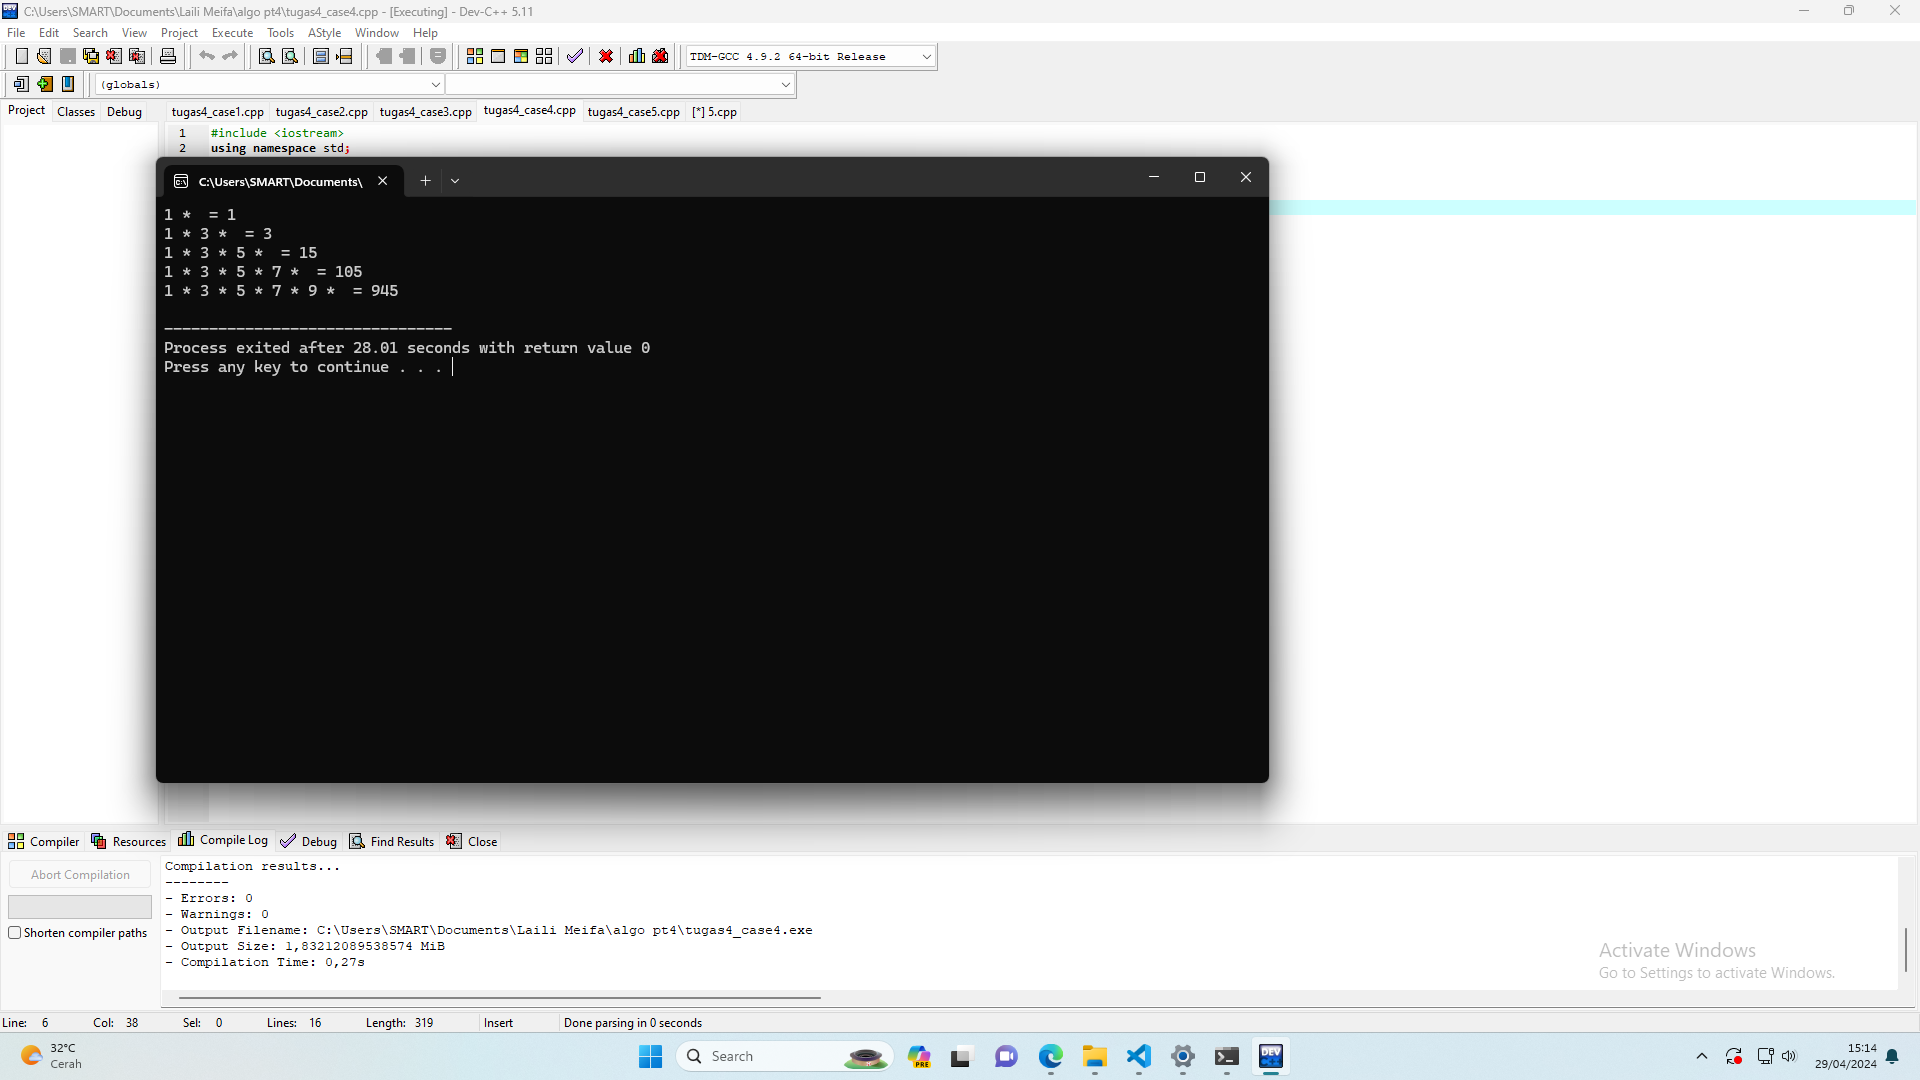 C:\Users\SMART\Documents\Laili Meifa\algo pt4\tugas4_case4.cpp - [Executing] - Dev-C++ 5.11
File Edit Search View Project Execute Tools AStyle Window Help
TDM-GCC 4.9.2 64-bit Release
(globals)
Project Classes Debug tugas4_case1.cpp tugas4_case2.cpp tugas4_case3.cpp tugas4_case4.cpp tugas4_case5.cpp [*] 5.cpp
1 #include <iostream>
2 using namespace std;
C:\Users\SMART\Documents\
1 *  = 1
1 * 3 *  = 3
1 * 3 * 5 *  = 15
1 * 3 * 5 * 7 *  = 105
1 * 3 * 5 * 7 * 9 *  = 945
--------------------------------
Process exited after 28.01 seconds with return value 0
Press any key to continue . . .
Compiler Resources Compile Log Debug Find Results Close
Abort Compilation
Shorten compiler paths
Compilation results...
--------
- Errors: 0
- Warnings: 0
- Output Filename: C:\Users\SMART\Documents\Laili Meifa\algo pt4\tugas4_case4.exe
- Output Size: 1,83212089538574 MiB
- Compilation Time: 0,27s
Activate Windows
Go to Settings to activate Windows.
Line: 6 Col: 38 Sel: 0 Lines: 16 Length: 319 Insert Done parsing in 0 seconds
32°C
Cerah
Search
PRE
DEV
15:14
29/04/2024